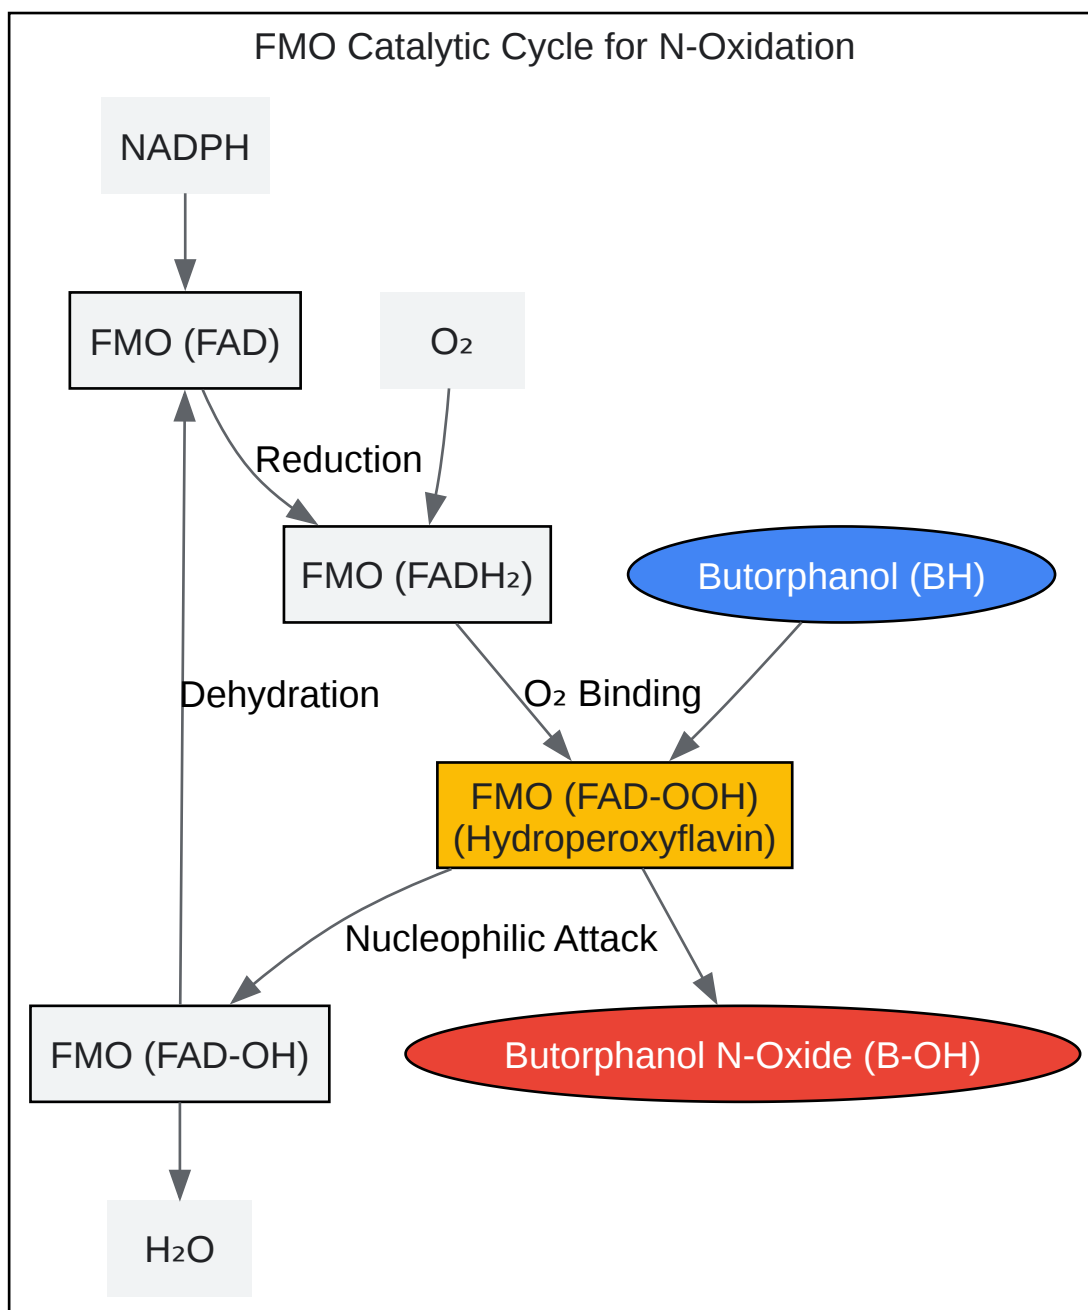 FMO Catalytic Cycle for N-Oxidation
NADPH
FMO (FAD)
O₂
Reduction
FMO (FADH₂)
Butorphanol (BH)
Dehydration
O₂ Binding
FMO (FAD-OOH)
(Hydroperoxyflavin)
Nucleophilic Attack
FMO (FAD-OH)
Butorphanol N-Oxide (B-OH)
H₂O